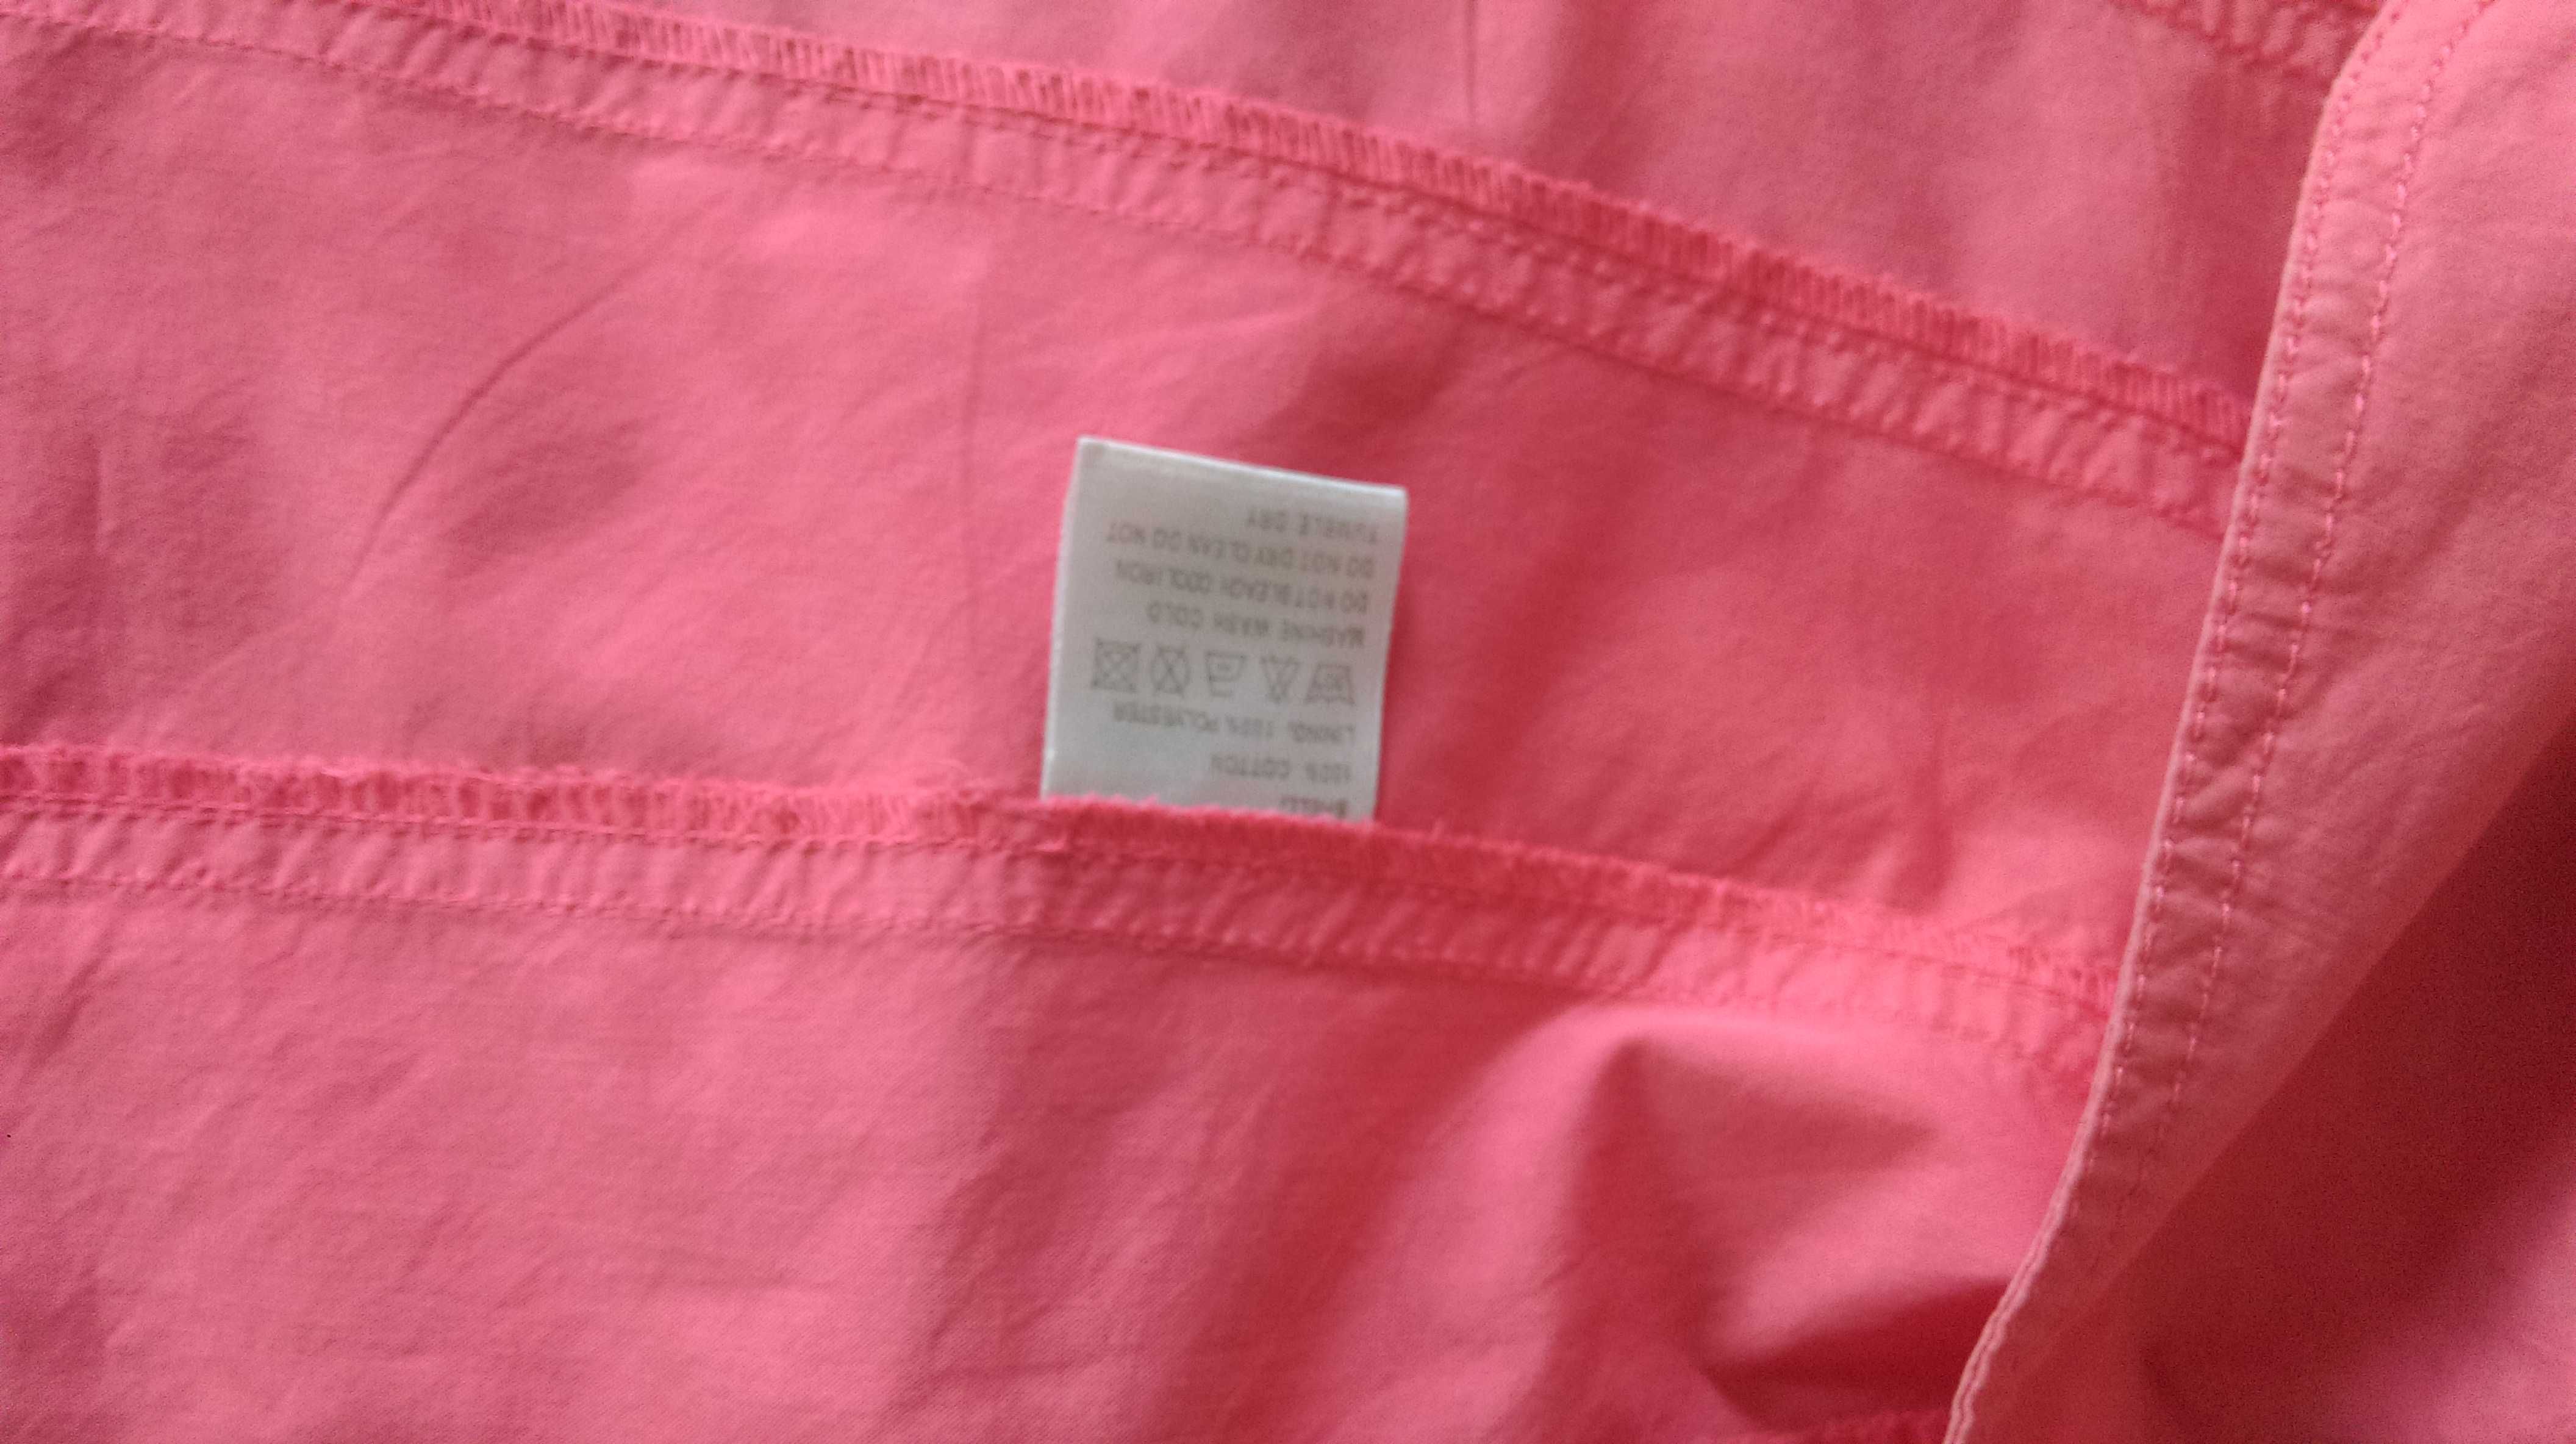 SHELL:
100% COTTON
LINING: 100% POLYESTER
MACHINE WASH COLD
DO NOT BLEACH COOL IRON
DO NOT DRY CLEAN DO NOT
TUMBLE DRY